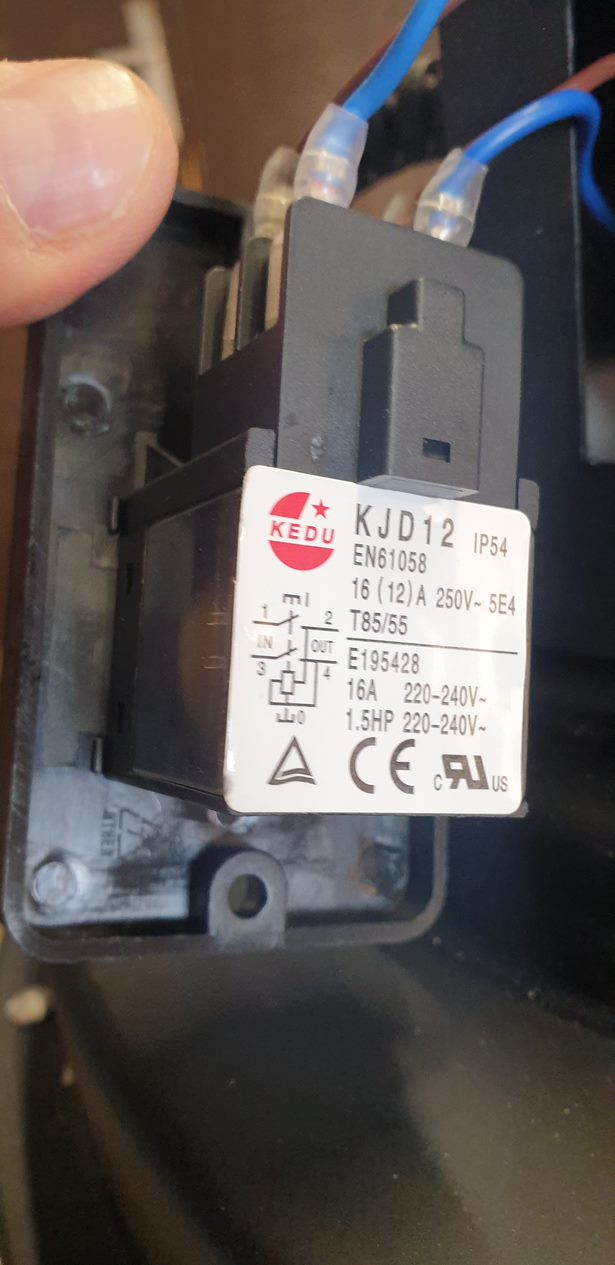 KEDU
KJD12 IP54
EN61058
16 (12)A 250V~ 5E4
T85/55
1 2
IN OUT
3 4
I
0
E195428
16A 220-240V~
1.5HP 220-240V~
CE c RU US